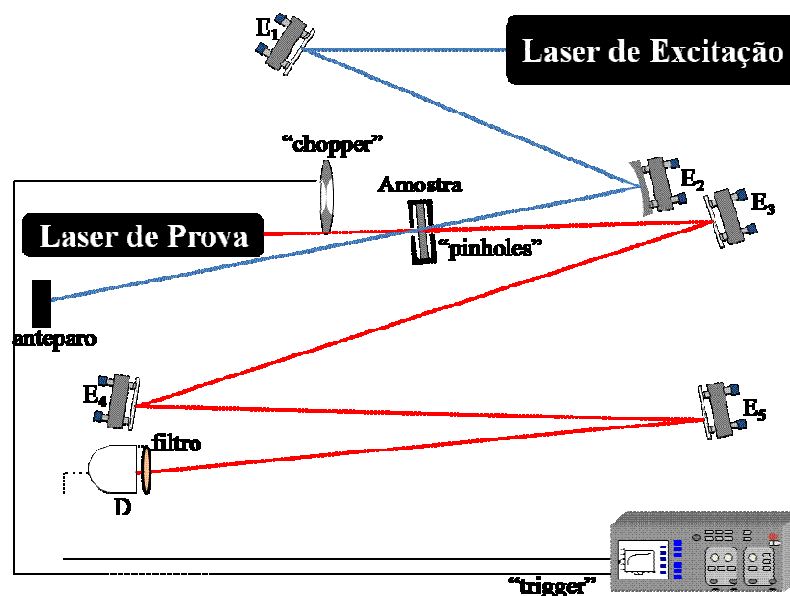 E1
Laser de Excitação
"chopper"
Amostra
E2
E3
Laser de Prova
"pinholes"
anteparo
E4
E5
filtro
D
"trigger"